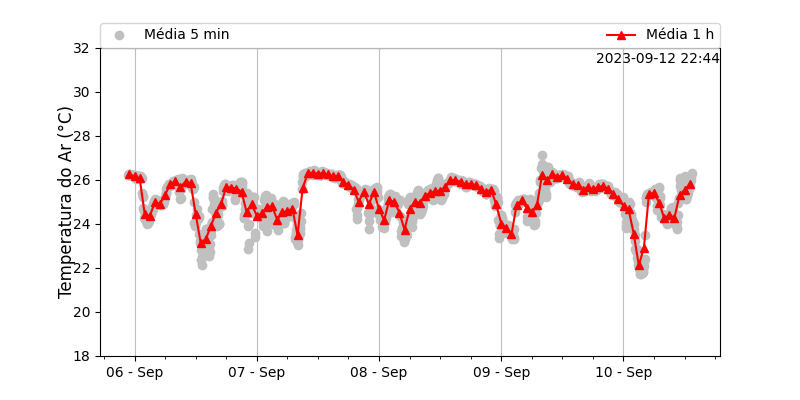 Média 5 min
Média 1 h
2023-09-12 22:44
Temperatura do Ar (°C)
32
30
28
26
24
22
20
18
06 - Sep
07 - Sep
08 - Sep
09 - Sep
10 - Sep